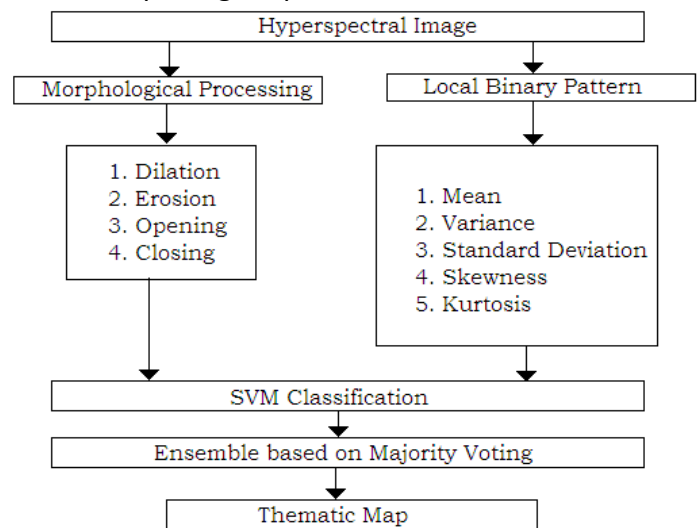 Hyperspectral Image
Morphological Processing
Local Binary Pattern
1. Dilation
2. Erosion
3. Opening
4. Closing
1. Mean
2. Variance
3. Standard Deviation
4. Skewness
5. Kurtosis
SVM Classification
Ensemble based on Majority Voting
Thematic Map